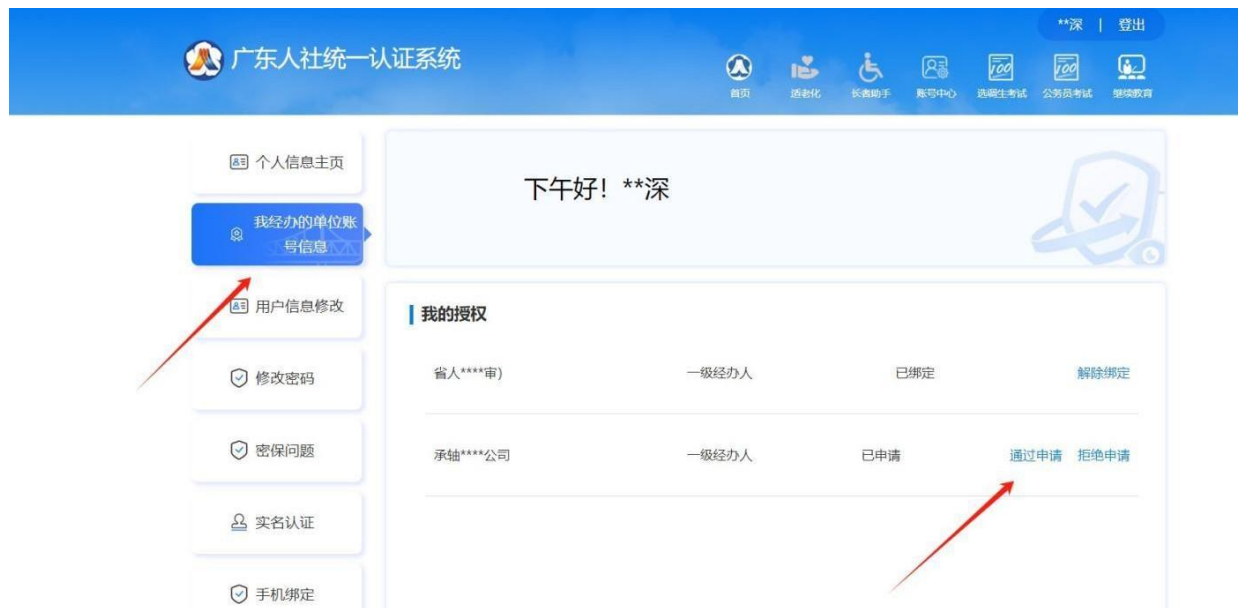 **深 | 登出
广东人社统一认证系统
首页 适老化 长者助手 账号中心 选调生考试 公务员考试 继续教育
个人信息主页
我经办的单位账
号信息
用户信息修改
修改密码
密保问题
实名认证
手机绑定
下午好！**深
我的授权
省人****审) 一级经办人 已绑定 解除绑定
承轴****公司 一级经办人 已申请 通过申请 拒绝申请